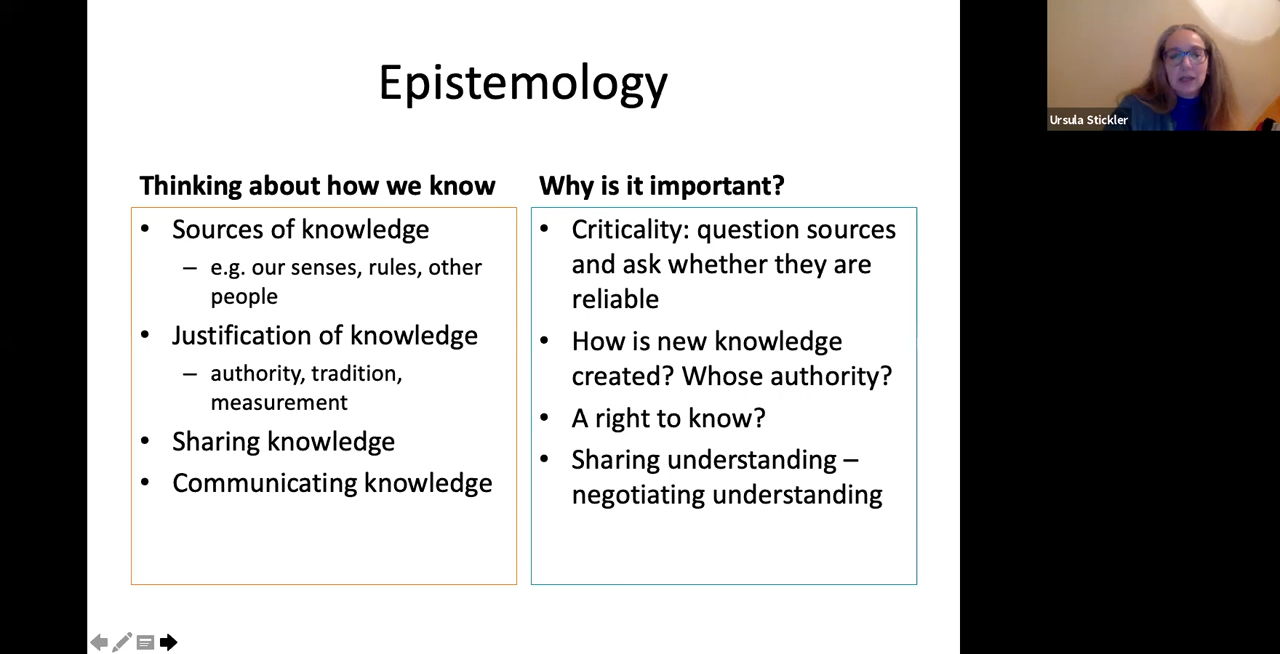 Epistemology
Thinking about how we know
• Sources of knowledge
– e.g. our senses, rules, other
people
• Justification of knowledge
– authority, tradition,
measurement
• Sharing knowledge
• Communicating knowledge
Why is it important?
• Criticality: question sources
and ask whether they are
reliable
• How is new knowledge
created? Whose authority?
• A right to know?
• Sharing understanding –
negotiating understanding
Ursula Stickler